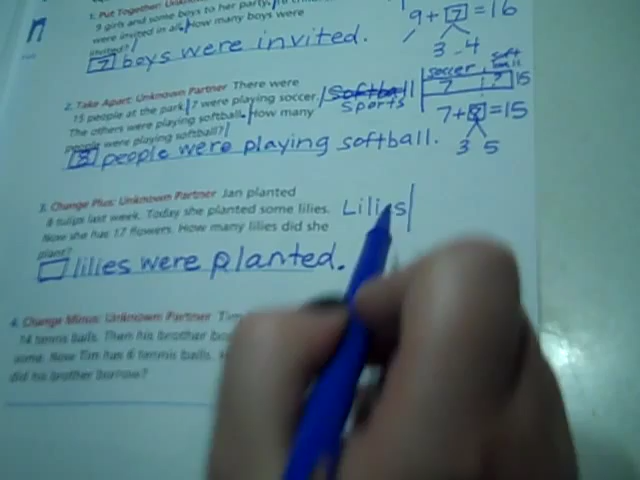 n
1. Put Together: Unknown
9 girls and some boys to her party.
were invited in all. How many boys were
invited?
7 boys were invited.
9 + 7 = 16
3 4
2. Take Apart: Unknown Partner There were
15 people at the park. 7 were playing soccer.
The others were playing softball. How many
people were playing softball?
8 people were playing softball.
Softball
Sports
soccer soft ball
7 ? 15
7 + 8 = 15
3 5
3. Change Plus: Unknown Partner Jan planted
8 tulips last week. Today she planted some lilies.
Now she has 17 flowers. How many lilies did she
plant?
Lilies
lilies were planted.
4. Change Minus: Unknown Partner Tim
14 tennis balls. Then his brother
some. Now Tim has 6 tennis balls.
did his brother borrow?